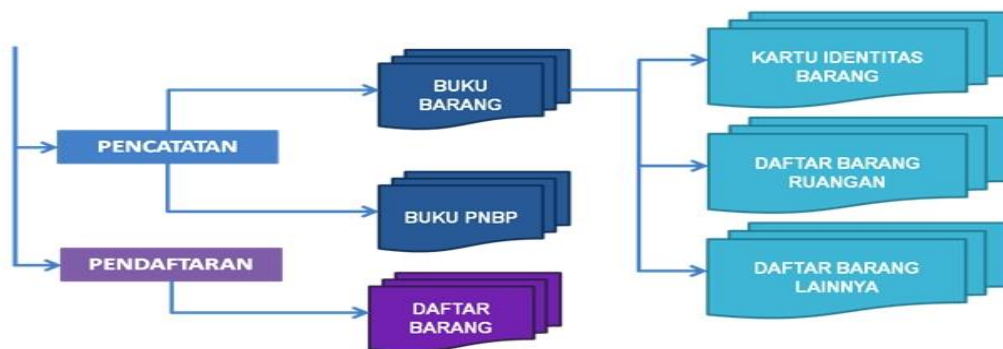 PENCATATAN
BUKU
BARANG
KARTU IDENTITAS
BARANG
DAFTAR BARANG
RUANGAN
DAFTAR BARANG
LAINNYA
BUKU PNBP
PENDAFTARAN
DAFTAR
BARANG